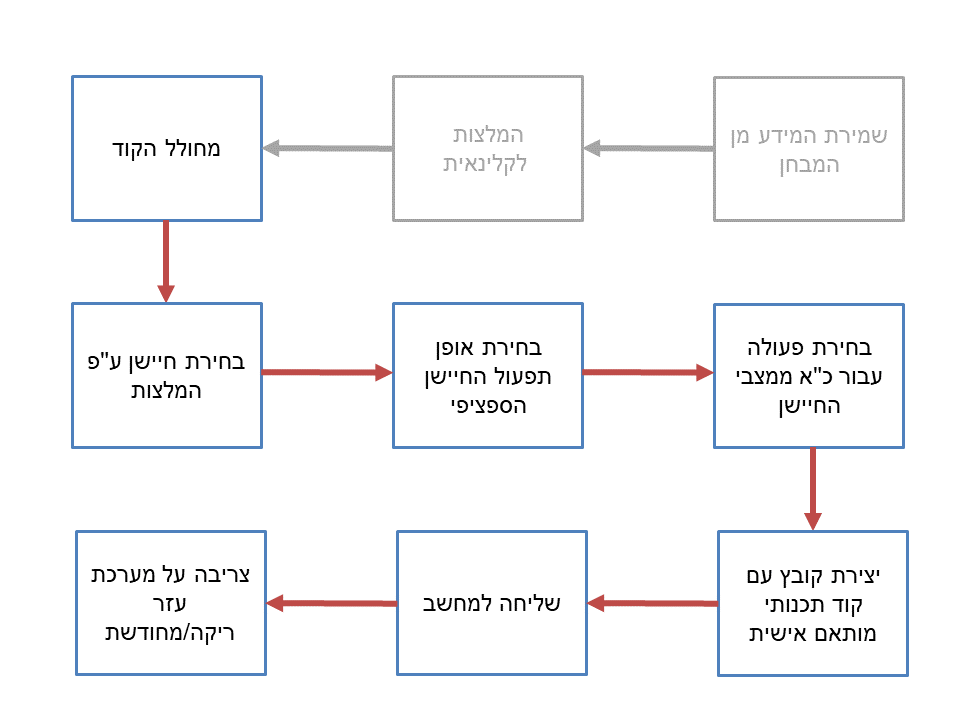 שמירת המידע מן
המבחן
המלצות
לקלינאית
מחולל הקוד
בחירת חיישן ע"פ
המלצות
בחירת אופן
תפעול החיישן
הספציפי
בחירת פעולה
עבור כ"א ממצבי
החיישן
יצירת קובץ עם
קוד תכנותי
מותאם אישית
שליחה למחשב
צריבה על מערכת
עזר
ריקה/מחודשת